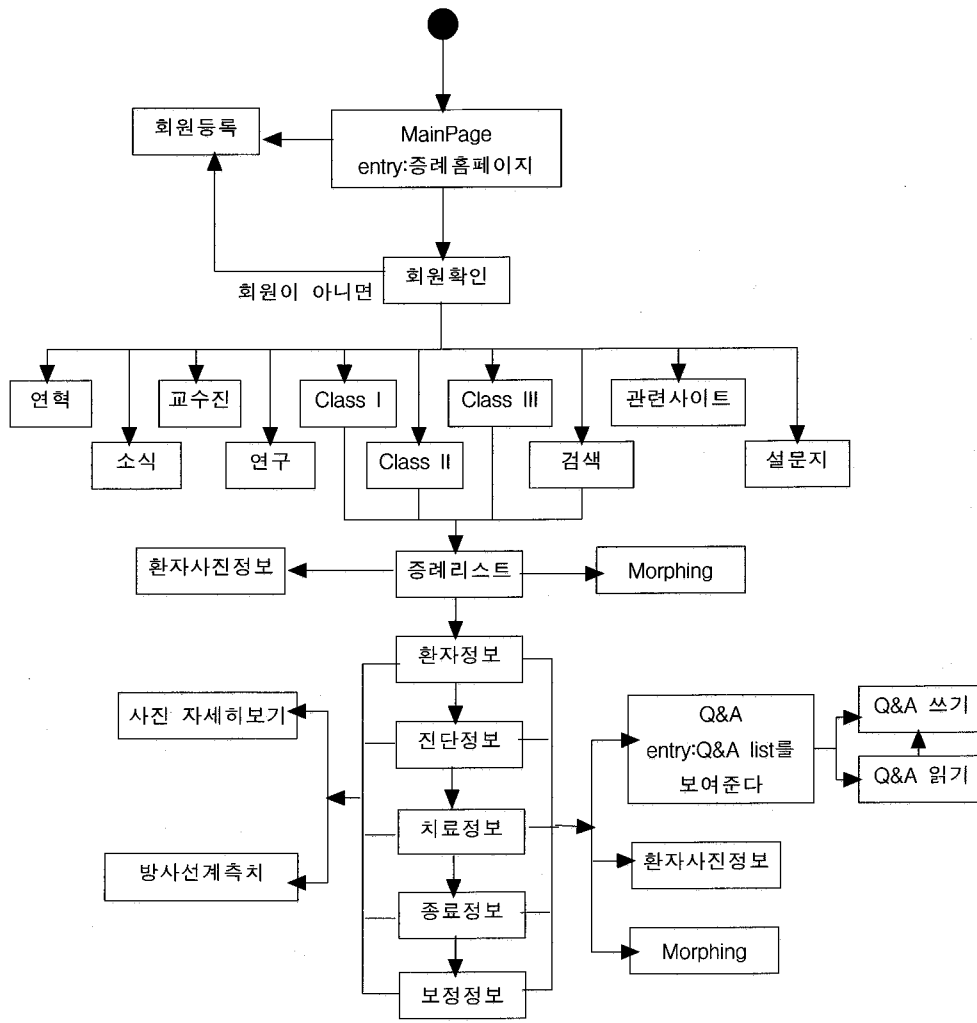 회원등록
MainPage
entry:증례홈페이지
회원확인
회원이 아니면
연혁
교수진
Class I
Class III
관련사이트
소식
연구
Class II
검색
설문지
환자사진정보
증례리스트
Morphing
환자정보
사진 자세히보기
진단정보
Q&A
entry:Q&A list를
보여준다
Q&A 쓰기
Q&A 읽기
치료정보
방사선계측치
환자사진정보
종료정보
Morphing
보정정보